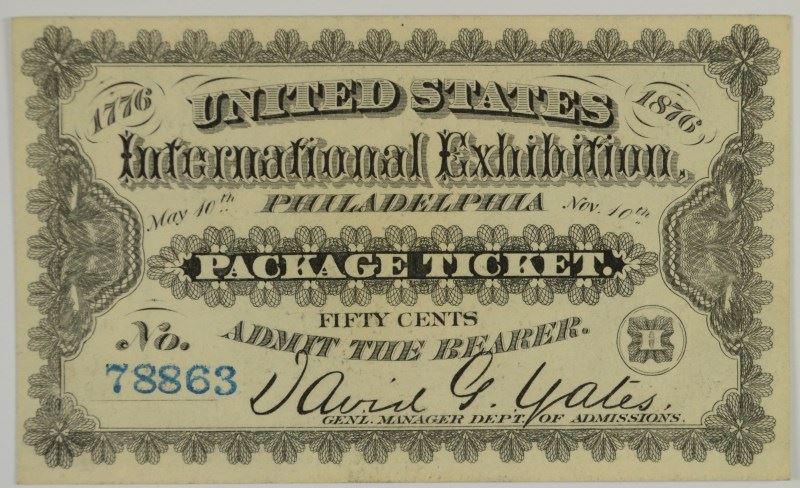 1776 UNITED STATES 1876
International Exhibition,
May 10th PHILADELPHIA Nov. 10th
PACKAGE TICKET.
FIFTY CENTS
No. ADMIT THE BEARER. H
78863 David G. Yates,
GENL. MANAGER DEPT. OF ADMISSIONS.